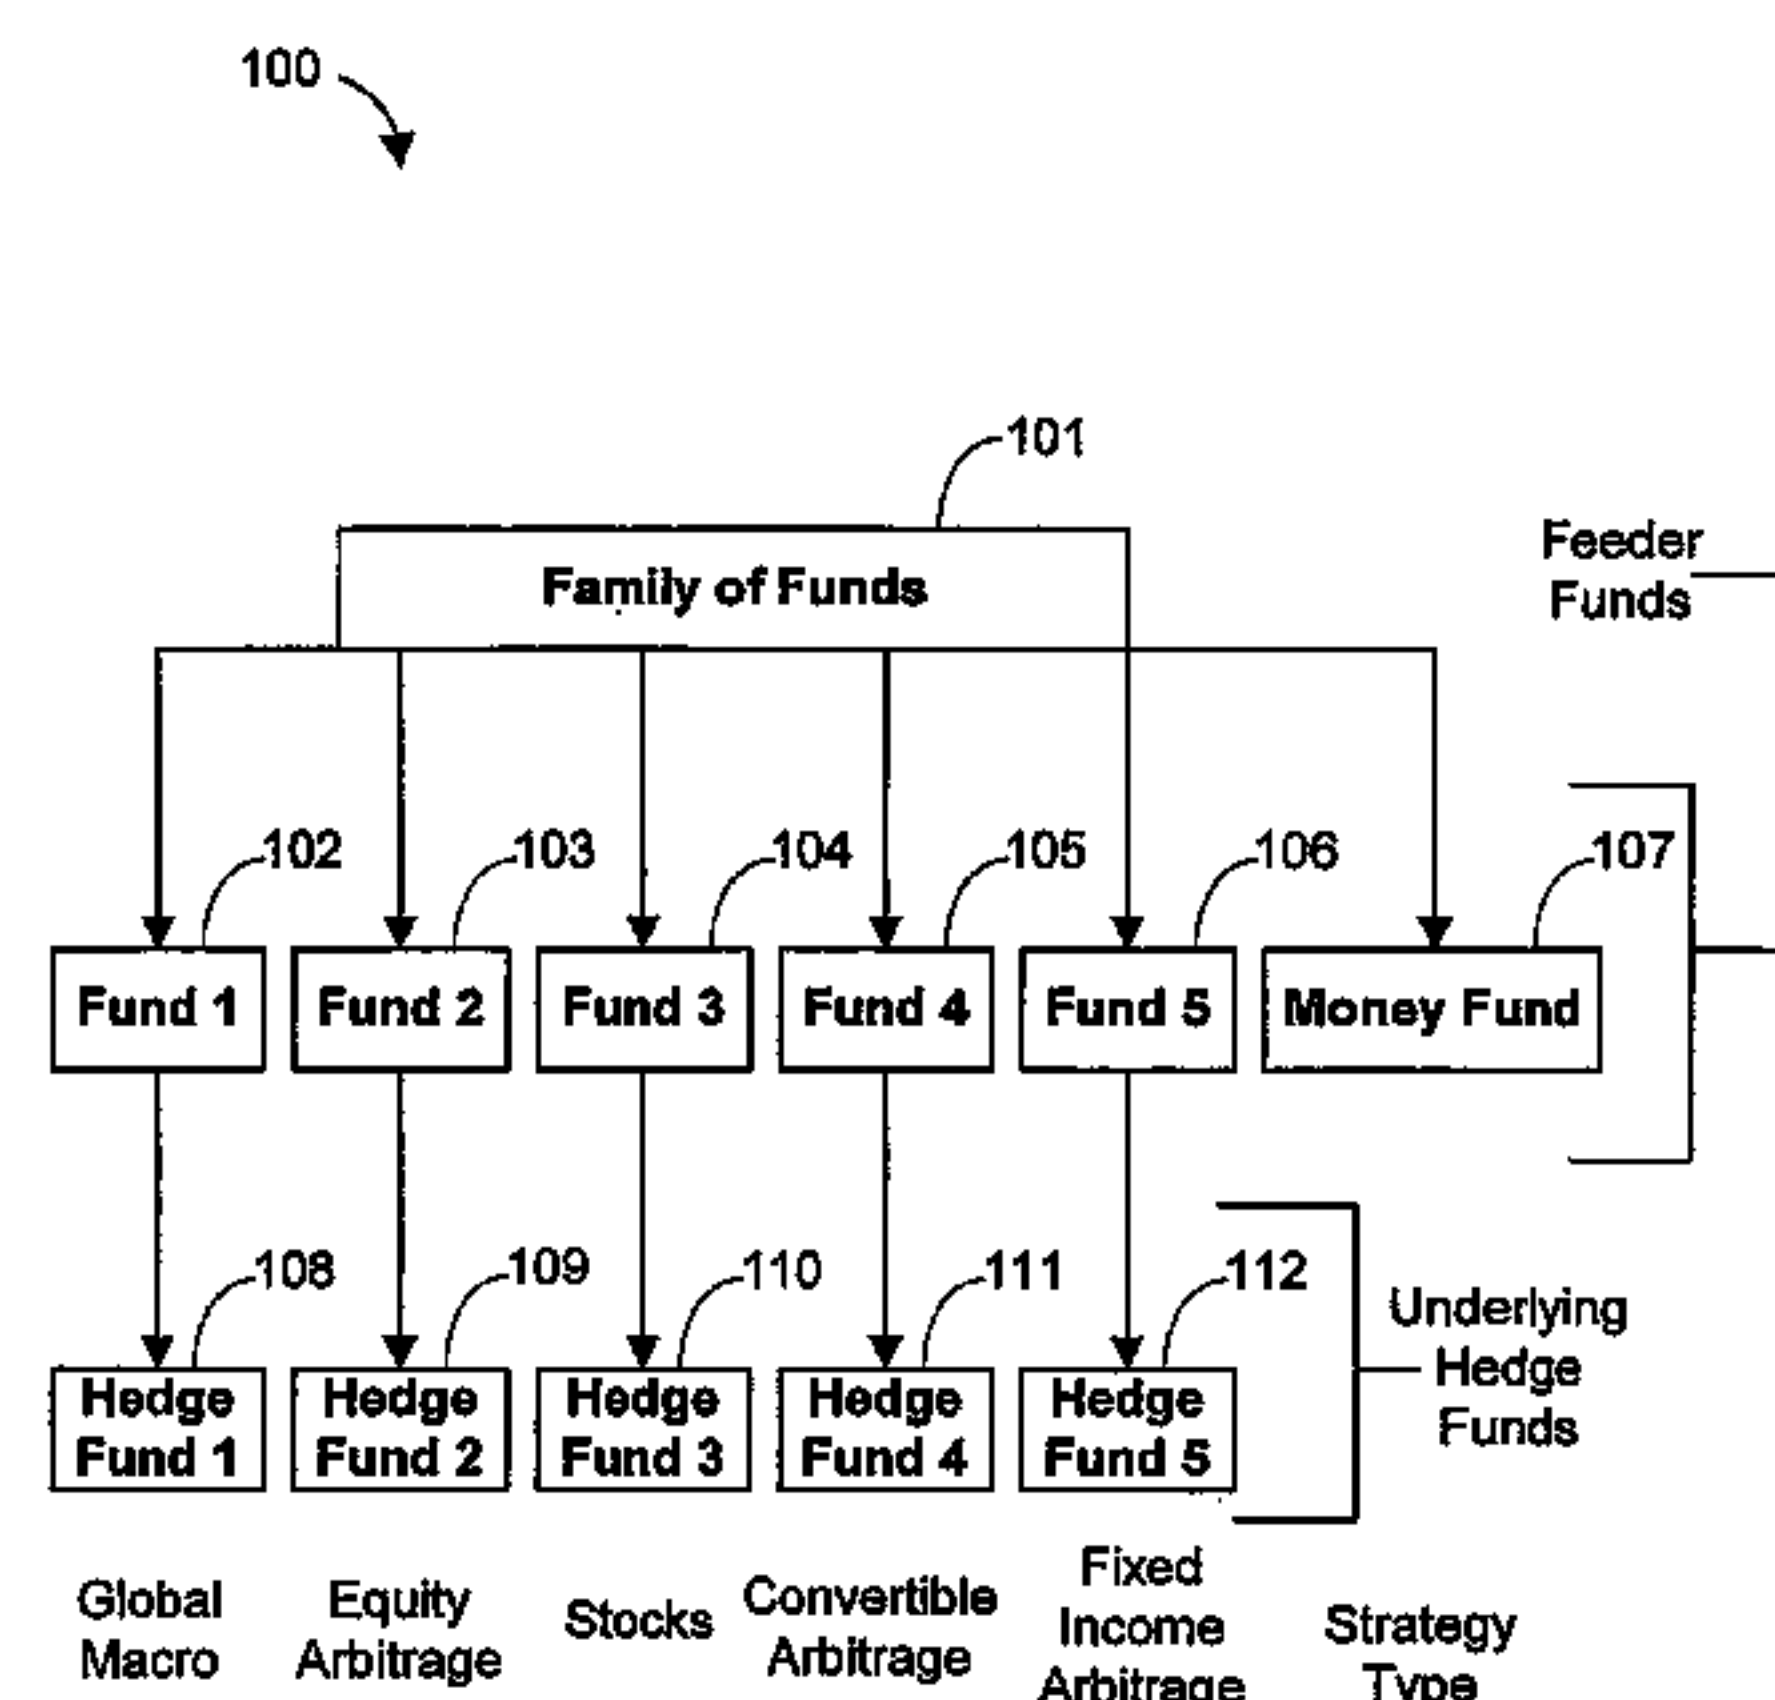 100
101
Family of Funds
Feeder
Funds
102
103
104
105
106
107
Fund 1
Fund 2
Fund 3
Fund 4
Fund 5
Money Fund
108
109
110
111
112
Underlying
Hedge
Funds
Hedge
Fund 1
Hedge
Fund 2
Hedge
Fund 3
Hedge
Fund 4
Hedge
Fund 5
Global
Macro
Equity
Arbitrage
Stocks
Convertible
Arbitrage
Fixed
Income
Arbitrage
Strategy
Type